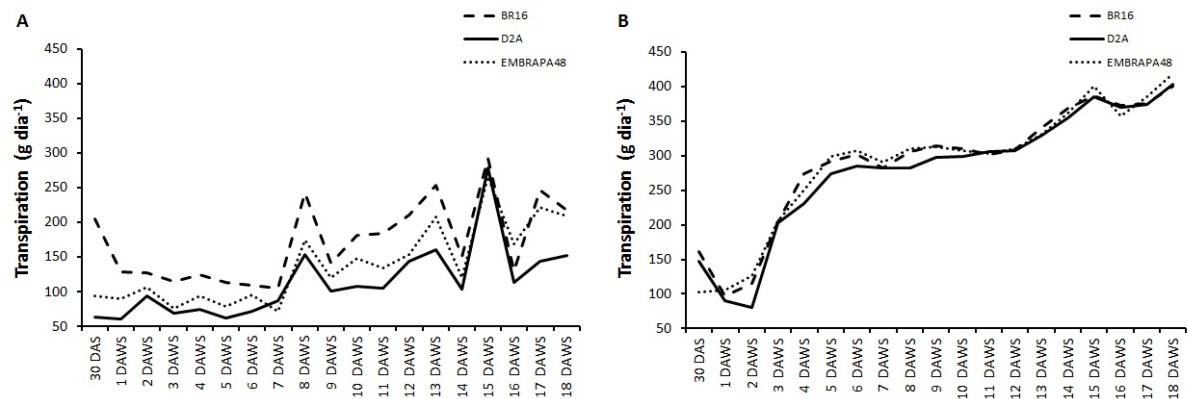 A
BR16
D2A
EMBRAPA48
Transpiration (g dia-1)
450
400
350
300
250
200
150
100
50
30 DAS
1 DAWS
2 DAWS
3 DAWS
4 DAWS
5 DAWS
6 DAWS
7 DAWS
8 DAWS
9 DAWS
10 DAWS
11 DAWS
12 DAWS
13 DAWS
14 DAWS
15 DAWS
16 DAWS
17 DAWS
18 DAWS
B
BR16
D2A
EMBRAPA48
Transpiration (g dia-1)
450
400
350
300
250
200
150
100
50
30 DAS
1 DAWS
2 DAWS
3 DAWS
4 DAWS
5 DAWS
6 DAWS
7 DAWS
8 DAWS
9 DAWS
10 DAWS
11 DAWS
12 DAWS
13 DAWS
14 DAWS
15 DAWS
16 DAWS
17 DAWS
18 DAWS